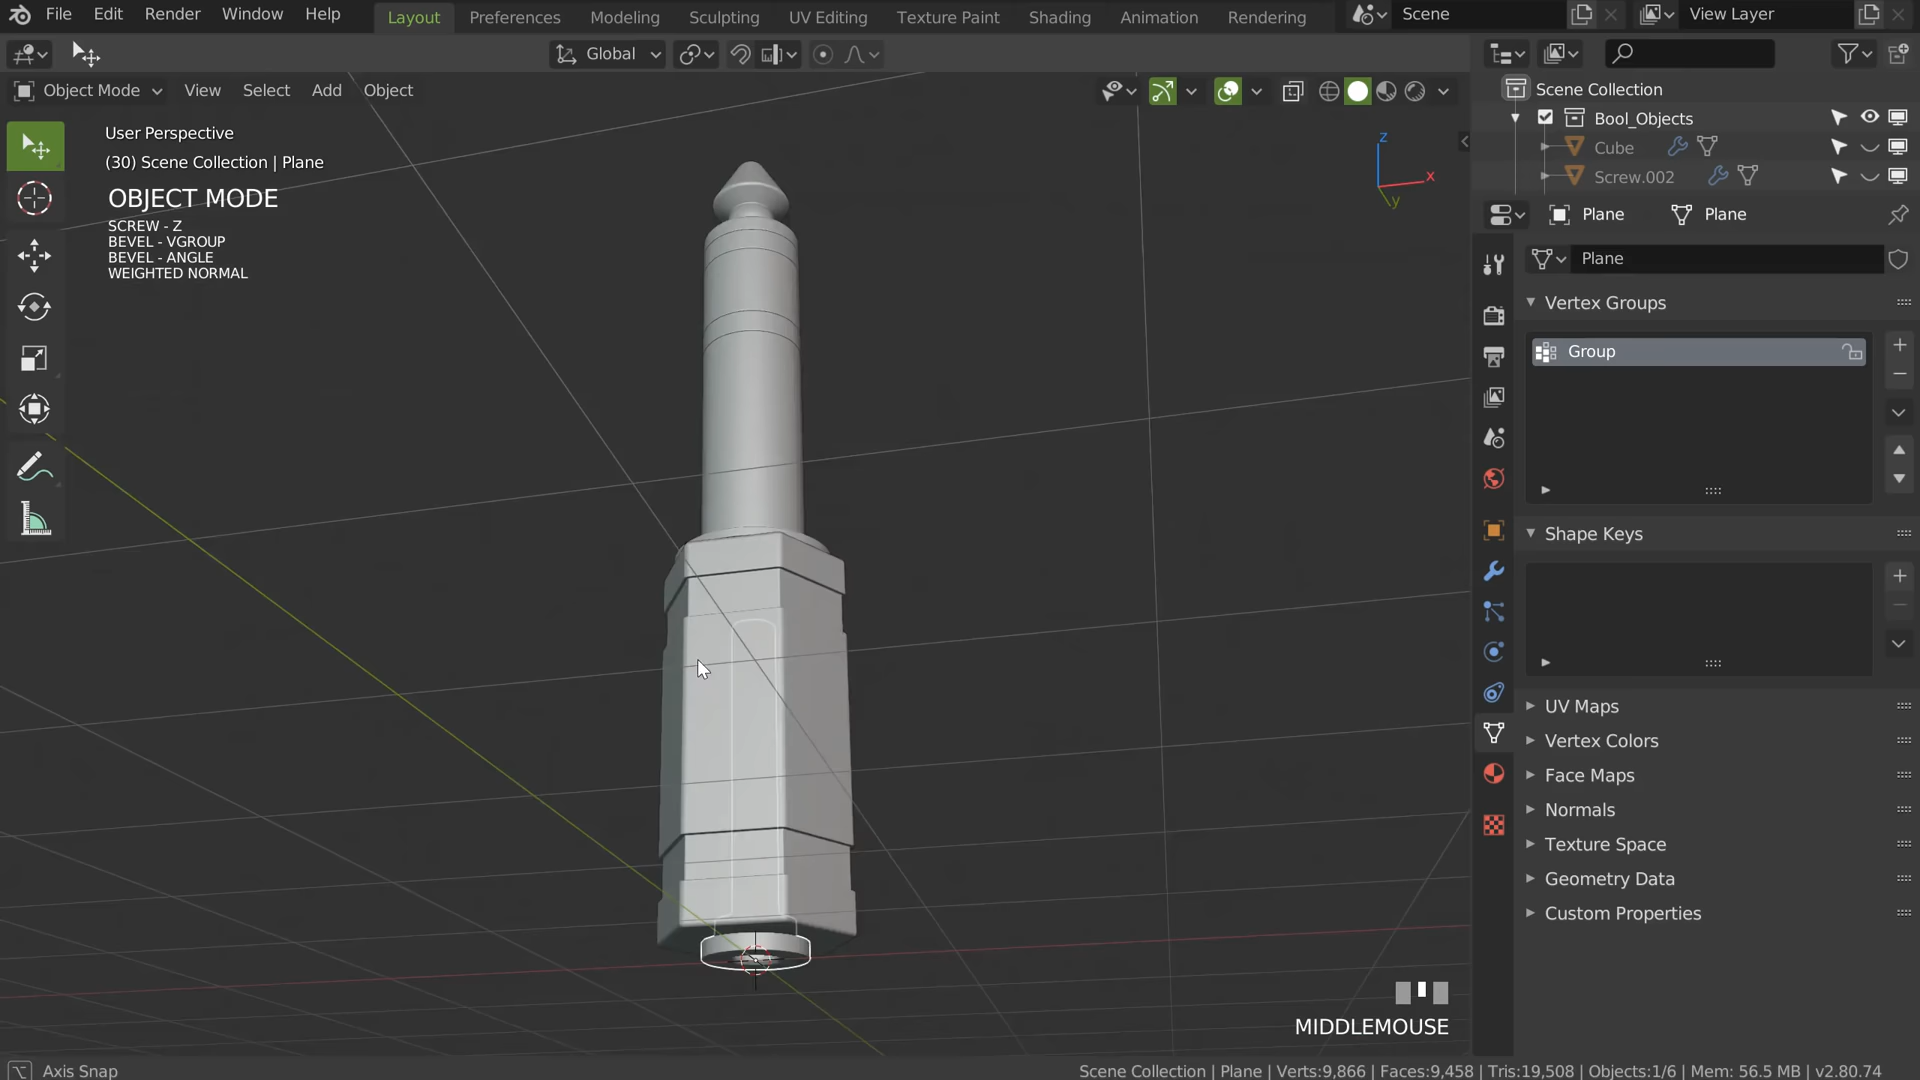 File Edit Render Window Help Layout Preferences Modeling Sculpting UV Editing Texture Paint Shading Animation Rendering Scene View Layer
Global
Object Mode View Select Add Object
User Perspective
(30) Scene Collection | Plane
OBJECT MODE
SCREW - Z
BEVEL - VGROUP
BEVEL - ANGLE
WEIGHTED NORMAL
z
x
y
MIDDLEMOUSE
Scene Collection
Bool_Objects
Cube
Screw.002
Plane Plane
Plane
Vertex Groups
Group
Shape Keys
UV Maps
Vertex Colors
Face Maps
Normals
Texture Space
Geometry Data
Custom Properties
Axis Snap
Scene Collection | Plane | Verts:9,866 | Faces:9,458 | Tris:19,508 | Objects:1/6 | Mem: 56.5 MB | v2.80.74